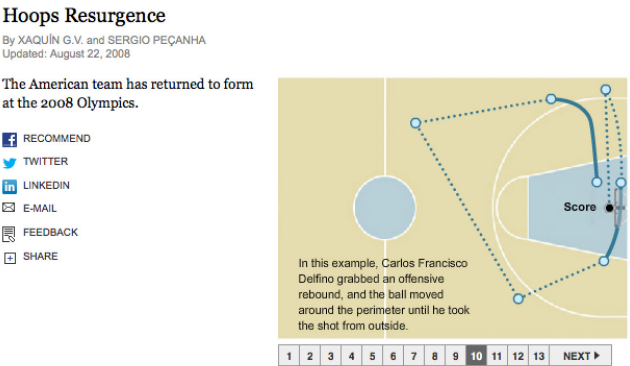 Hoops Resurgence
By XAQUÍN G.V. and SERGIO PEÇANHA
Updated: August 22, 2008
The American team has returned to form
at the 2008 Olympics.
RECOMMEND
TWITTER
LINKEDIN
E-MAIL
FEEDBACK
SHARE
Score
In this example, Carlos Francisco
Delfino grabbed an offensive
rebound, and the ball moved
around the perimeter until he took
the shot from outside.
1 2 3 4 5 6 7 8 9 10 11 12 13 NEXT